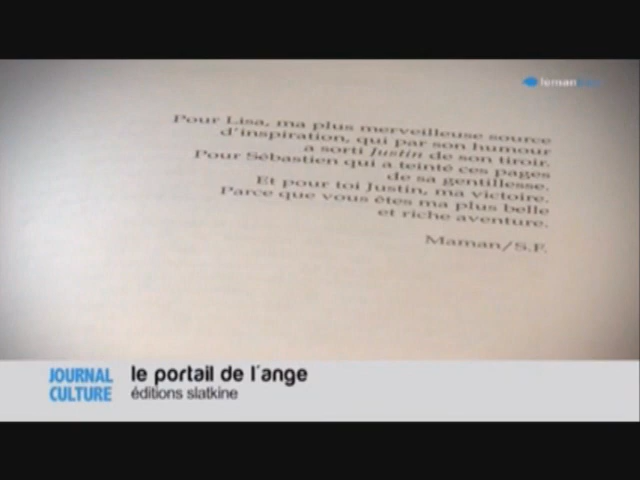 lemanbleu
Pour Lisa, ma plus merveilleuse source
d'inspiration, qui par son humour
a sorti Justin de son tiroir.
Pour Sébastien qui a teinté ces pages
de sa gentillesse.
Et pour toi Justin, ma victoire.
Parce que vous êtes ma plus belle
et riche aventure.
Maman/S.F.
JOURNAL
CULTURE
le portail de l'ange
éditions slatkine